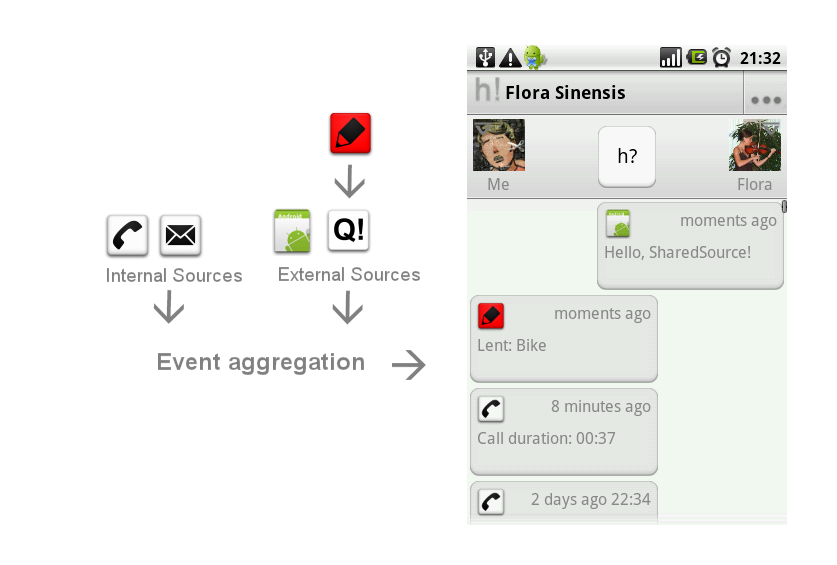 Android
Q!
Internal Sources
External Sources
Event aggregation
21:32
h! Flora Sinensis
h?
Me
Flora
moments ago
Hello, SharedSource!
moments ago
Lent: Bike
8 minutes ago
Call duration: 00:37
2 days ago 22:34